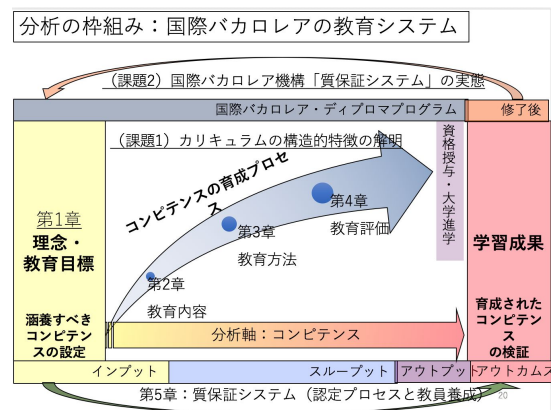 分析の枠組み：国際バカロレアの教育システム
（課題2）国際バカロレア機構「質保証システム」の実態
国際バカロレア・ディプロマプログラム
修了後
（課題1）カリキュラムの構造的特徴の解明
コンピテンスの育成プロセ
ス
資格授与・大学進学
第1章
理念・
教育目標
涵養すべき
コンピテン
スの設定
第4章
教育評価
第3章
教育方法
第2章
教育内容
学習成果
育成された
コンピテン
ス
の検証
分析軸：コンピテンス
インプット
スループット
アウトプット
アウトカムズ
第5章：質保証システム（認定プロセスと教員養成）
20